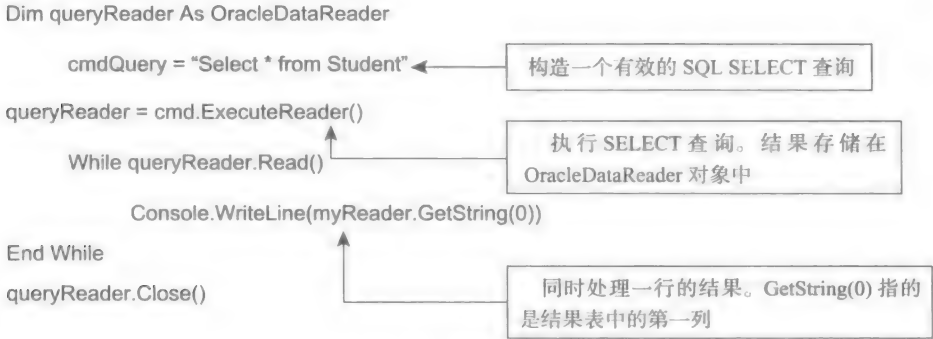 Dim queryReader As OracleDataReader
cmdQuery = “Select * from Student”
构造一个有效的 SQL SELECT 查询
queryReader = cmd.ExecuteReader()
执行 SELECT 查询。结果存储在
OracleDataReader 对象中
While queryReader.Read()
Console.WriteLine(myReader.GetString(0))
End While
queryReader.Close()
同时处理一行的结果。GetString(0) 指的
是结果表中的第一列